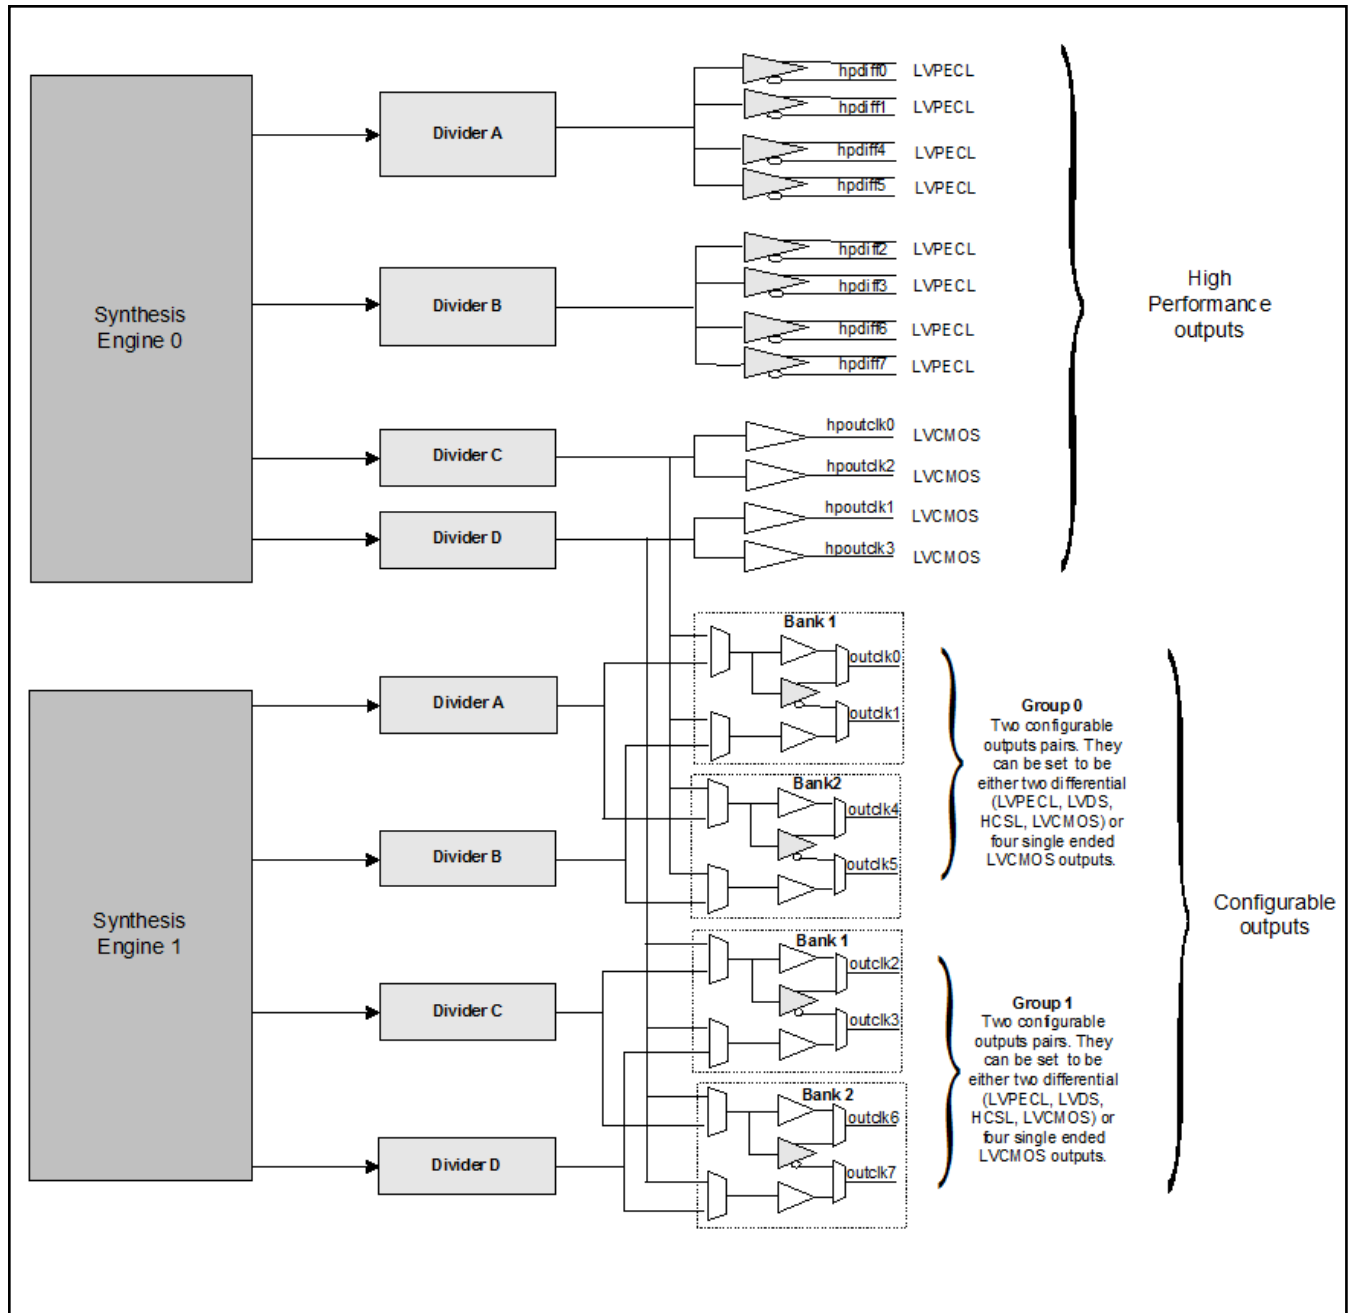 Synthesis
Engine 0
Divider A
hpdiff0 LVPECL
hpdiff1 LVPECL
hpdiff4 LVPECL
hpdiff5 LVPECL
Divider B
hpdiff2 LVPECL
hpdiff3 LVPECL
hpdiff6 LVPECL
hpdiff7 LVPECL
Divider C
hpoutclk0 LVCMOS
hpoutclk2 LVCMOS
Divider D
hpoutclk1 LVCMOS
hpoutclk3 LVCMOS
High
Performance
outputs
Synthesis
Engine 1
Divider A
Divider B
Divider C
Divider D
Bank 1
outclk0
outclk1
Bank2
outclk4
outclk5
Bank 1
outclk2
outclk3
Bank 2
outclk6
outclk7
Group 0
Two configurable
outputs pairs. They
can be set to be
either two differential
(LVPECL, LVDS,
HCSL, LVCMOS) or
four single ended
LVCMOS outputs.
Group 1
Two configurable
outputs pairs. They
can be set to be
either two differential
(LVPECL, LVDS,
HCSL, LVCMOS) or
four single ended
LVCMOS outputs.
Configurable
outputs